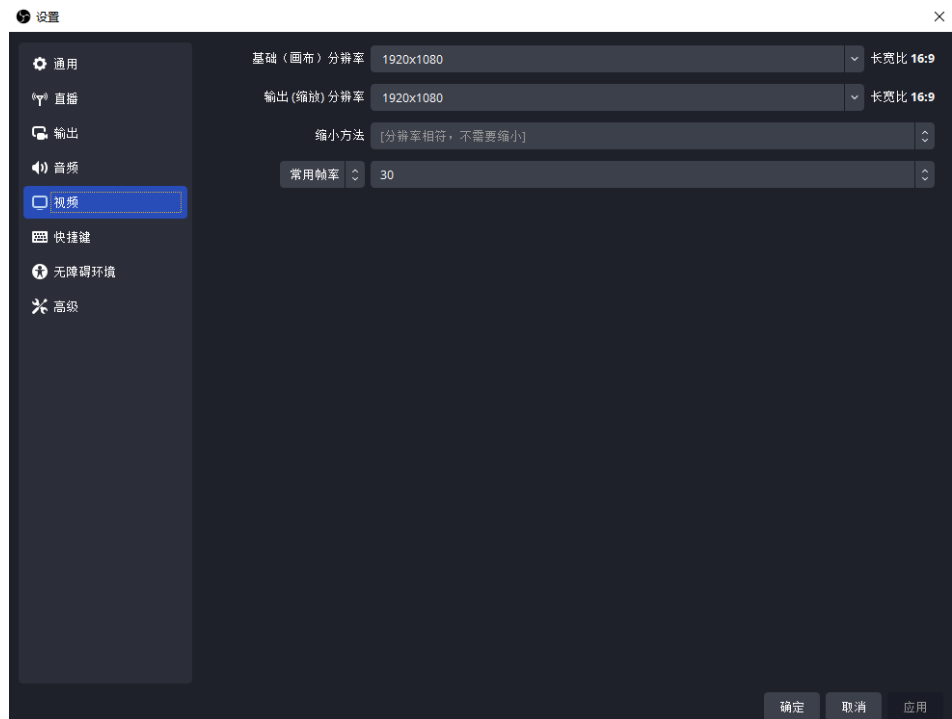 设置
通用
直播
输出
音频
视频
快捷键
无障碍环境
高级
基础（画布）分辨率 1920x1080 长宽比 16:9
输出(缩放)分辨率 1920x1080 长宽比 16:9
缩小方法 [分辨率相符，不需要缩小]
常用帧率 30
确定 取消 应用